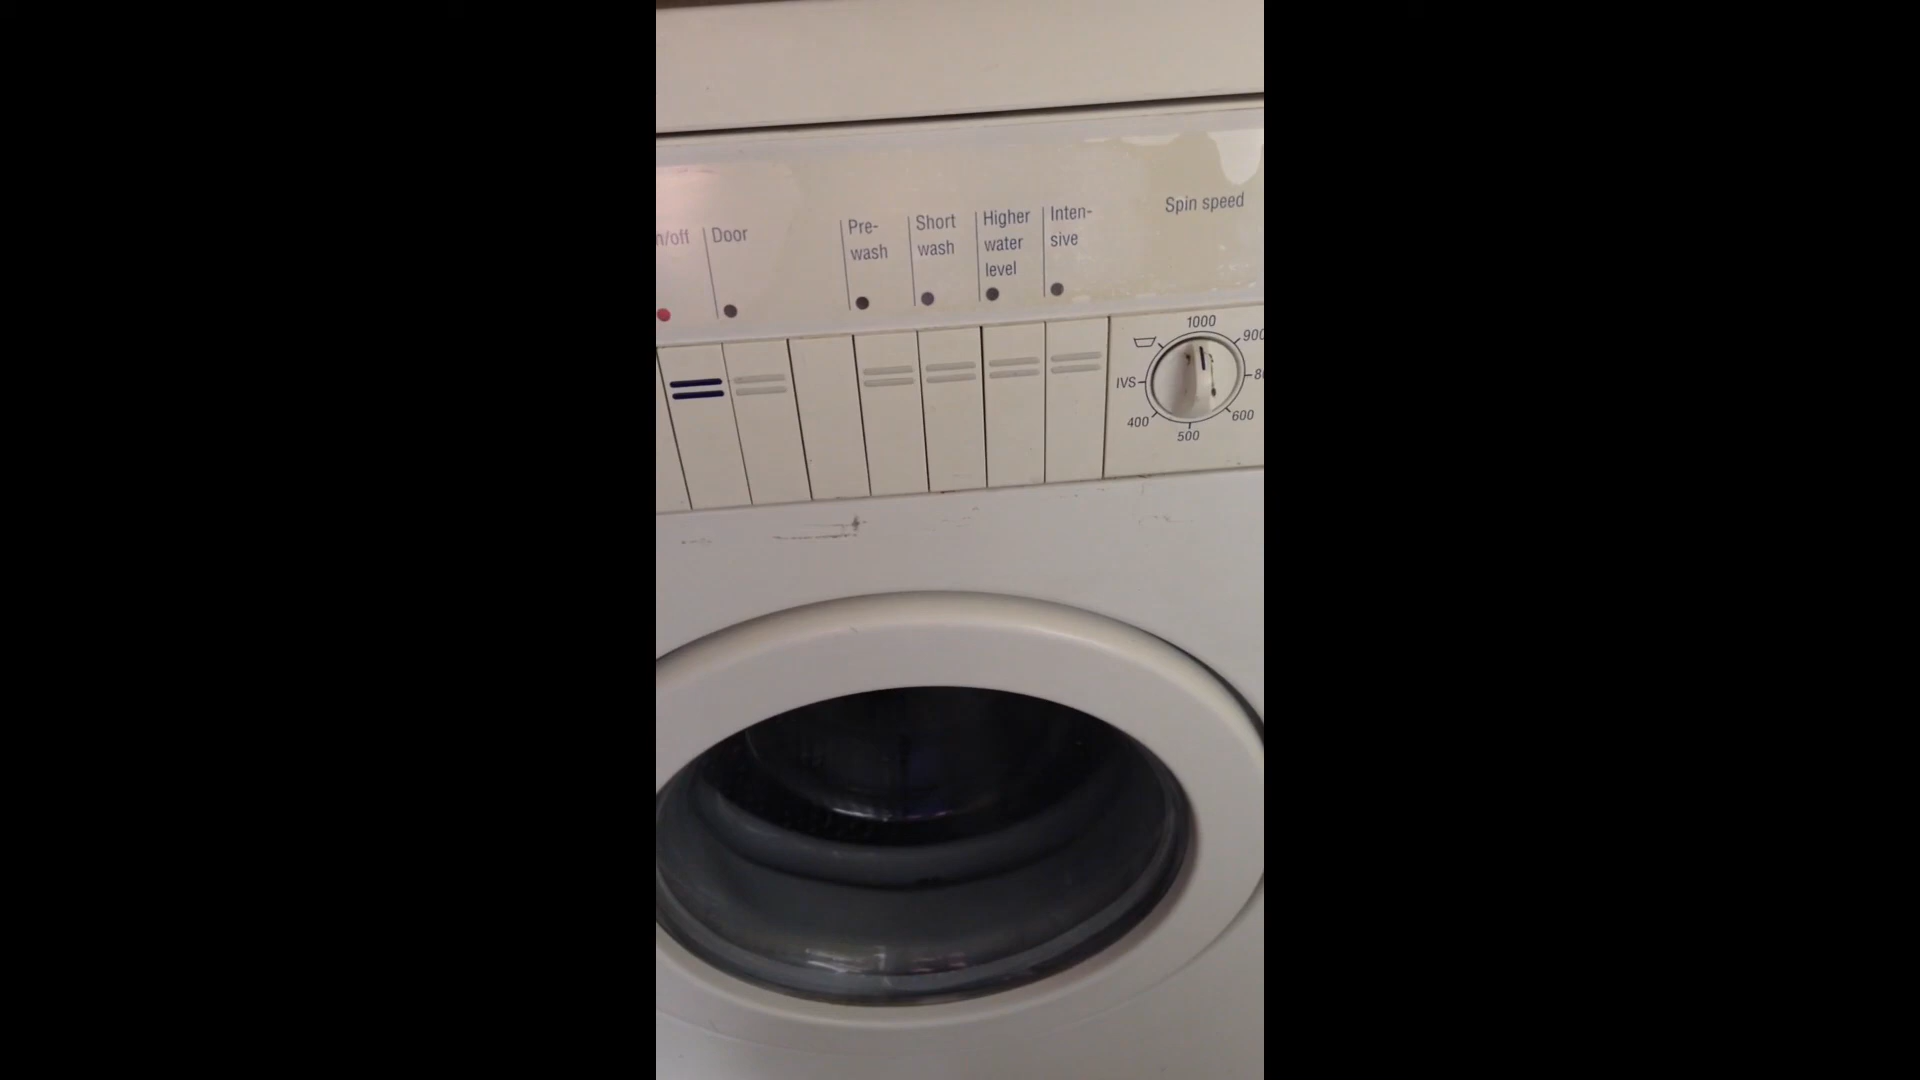 n/off
Door
Pre-
wash
Short
wash
Higher
water
level
Inten-
sive
Spin speed
1000
900
IVS
8
400
600
500